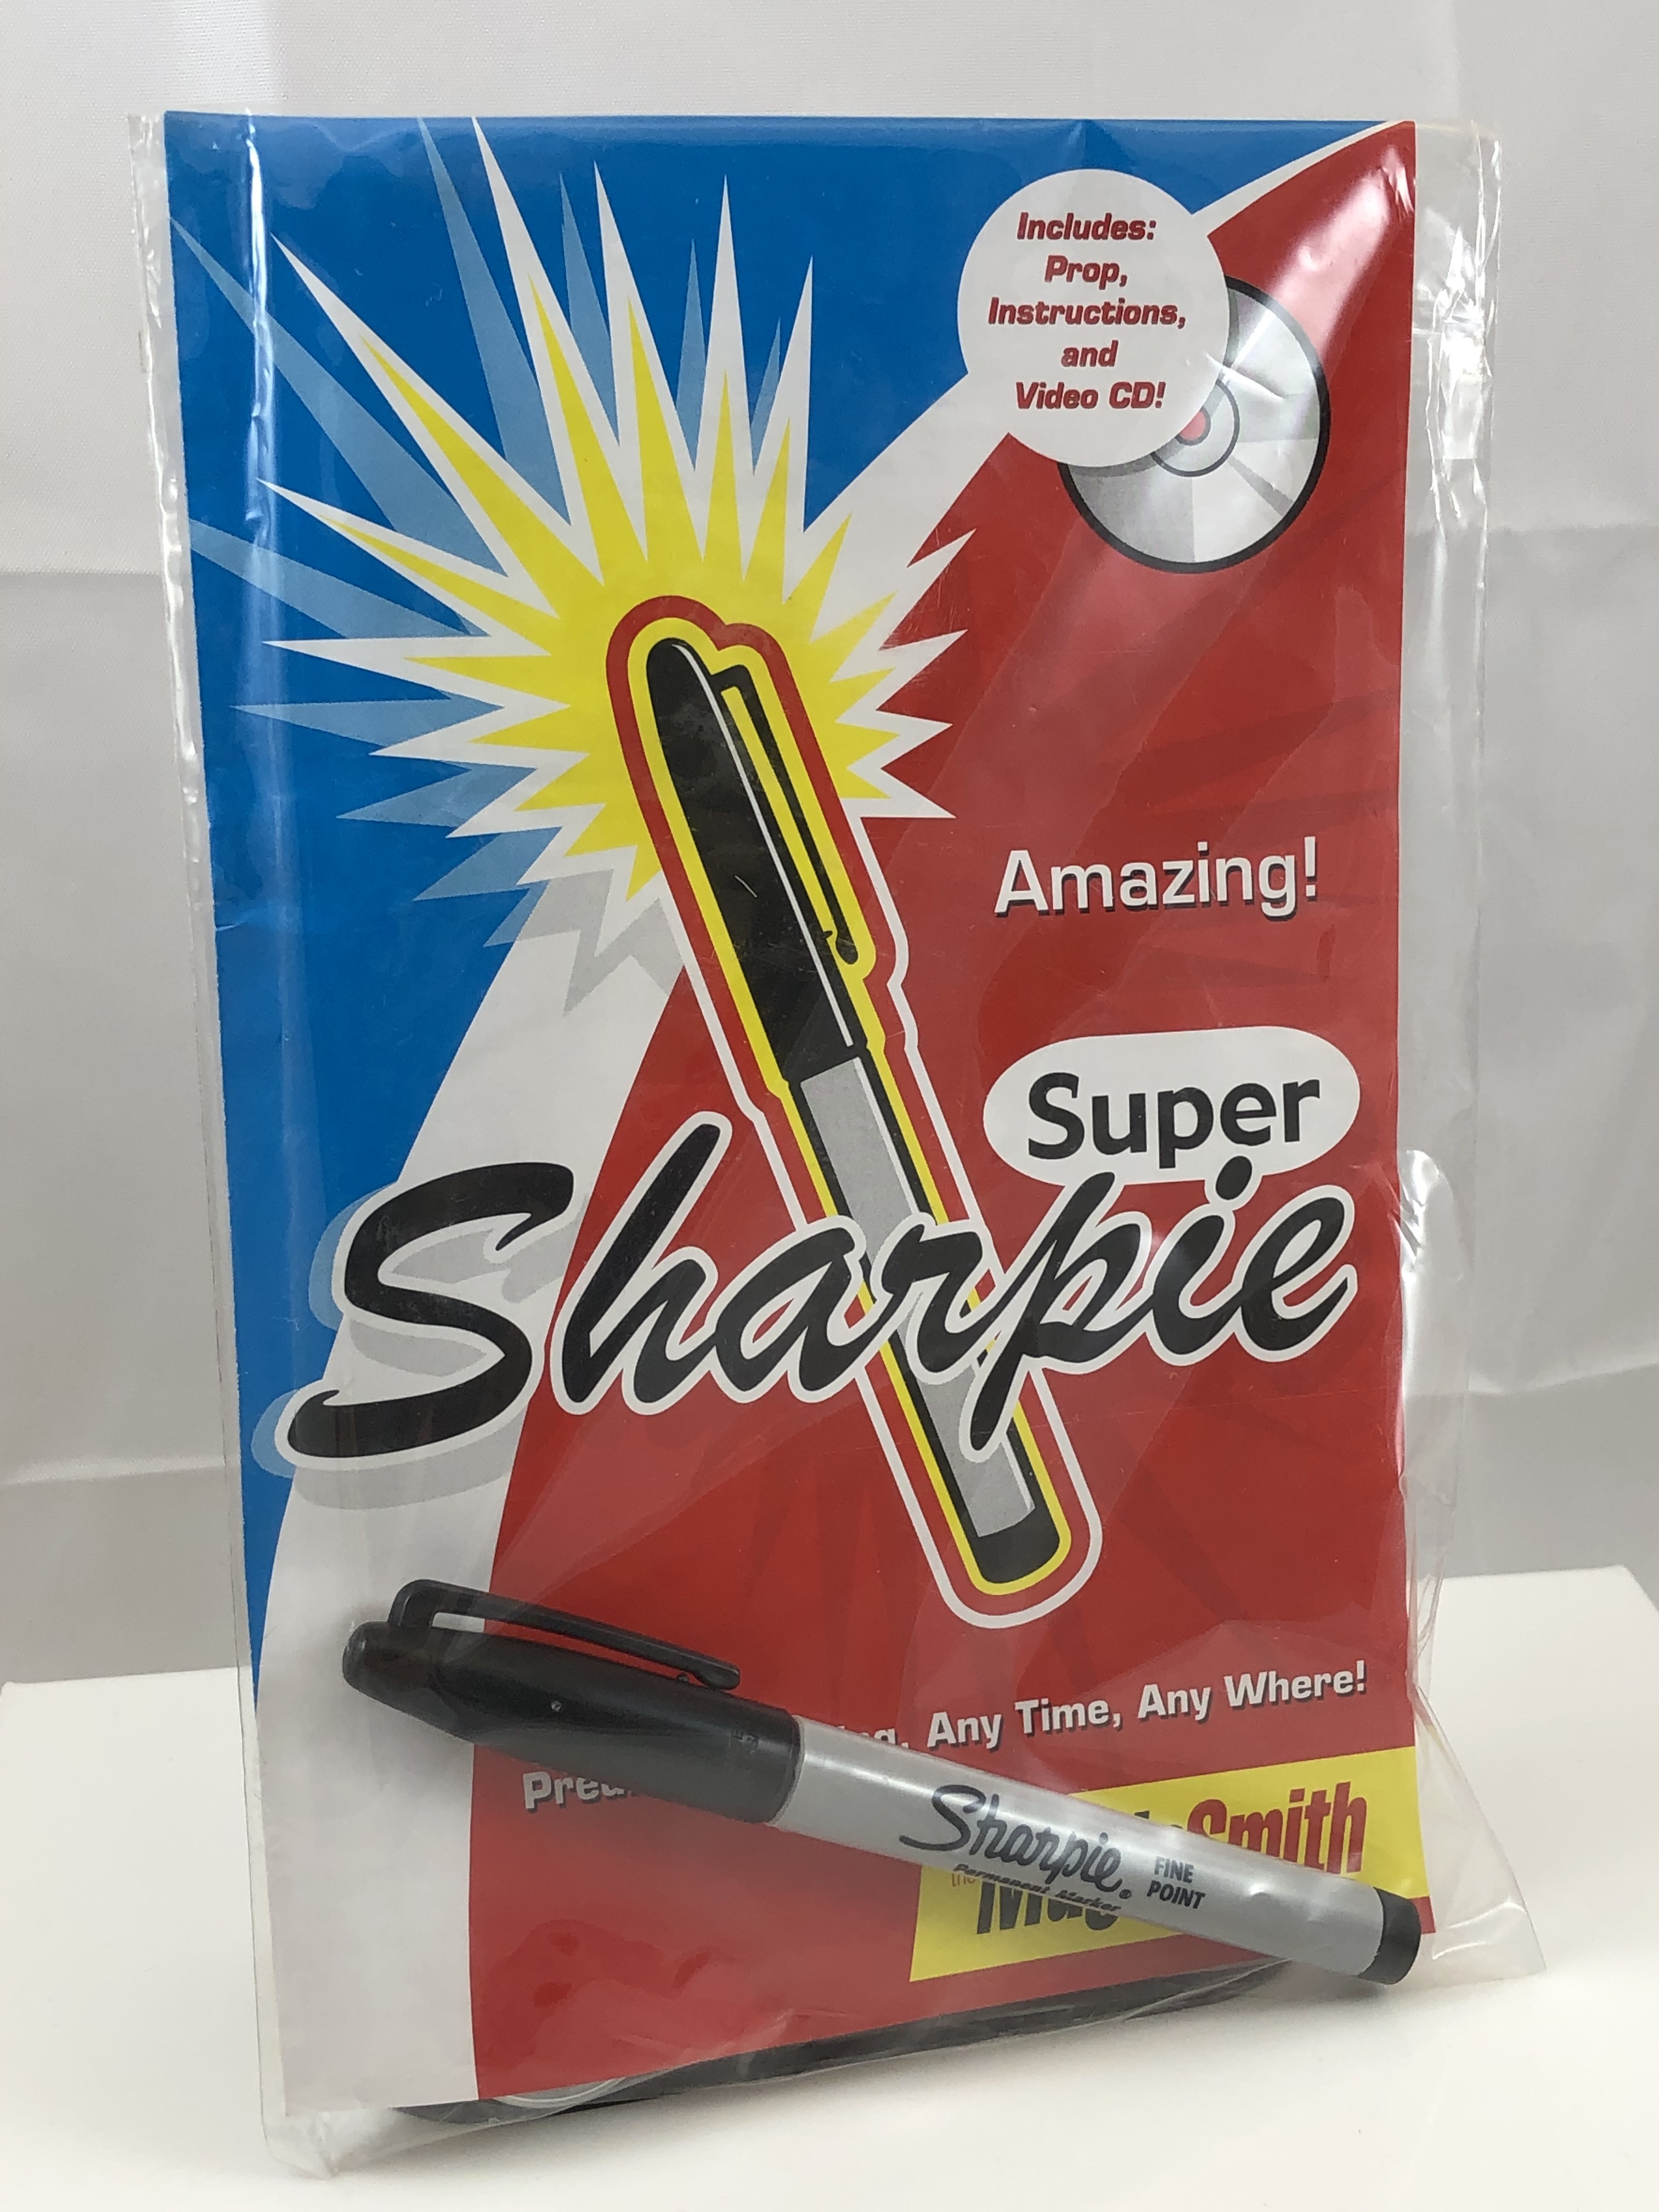 Includes:
Prop,
Instructions,
and
Video CD!
Amazing!
Super
Sharpie
Any Time, Any Where!
Smith
Sharpie.
Permanent Marker
FINE
POINT